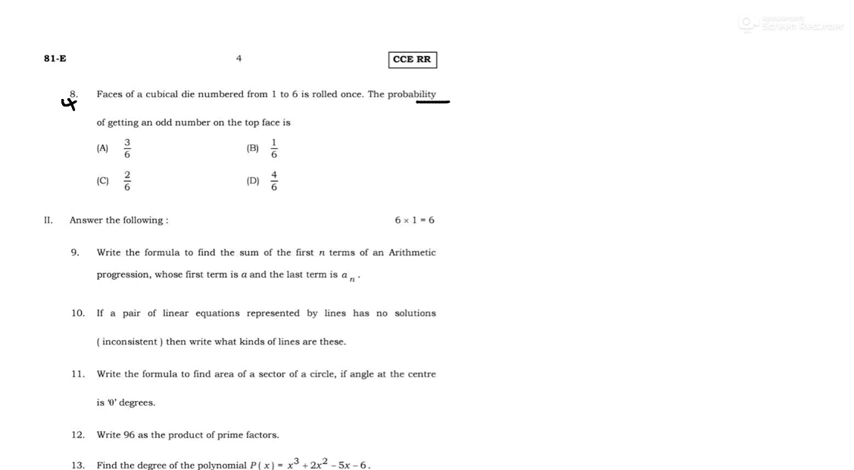 81-E 4 CCE RR
8. Faces of a cubical die numbered from 1 to 6 is rolled once. The probability
of getting an odd number on the top face is
(A) 3/6 (B) 1/6
(C) 2/6 (D) 4/6
II. Answer the following : 6 × 1 = 6
9. Write the formula to find the sum of the first n terms of an Arithmetic
progression, whose first term is a and the last term is aₙ .
10. If a pair of linear equations represented by lines has no solutions
( inconsistent ) then write what kinds of lines are these.
11. Write the formula to find area of a sector of a circle, if angle at the centre
is 'θ' degrees.
12. Write 96 as the product of prime factors.
13. Find the degree of the polynomial P ( x ) = x³ + 2x² – 5x – 6 .